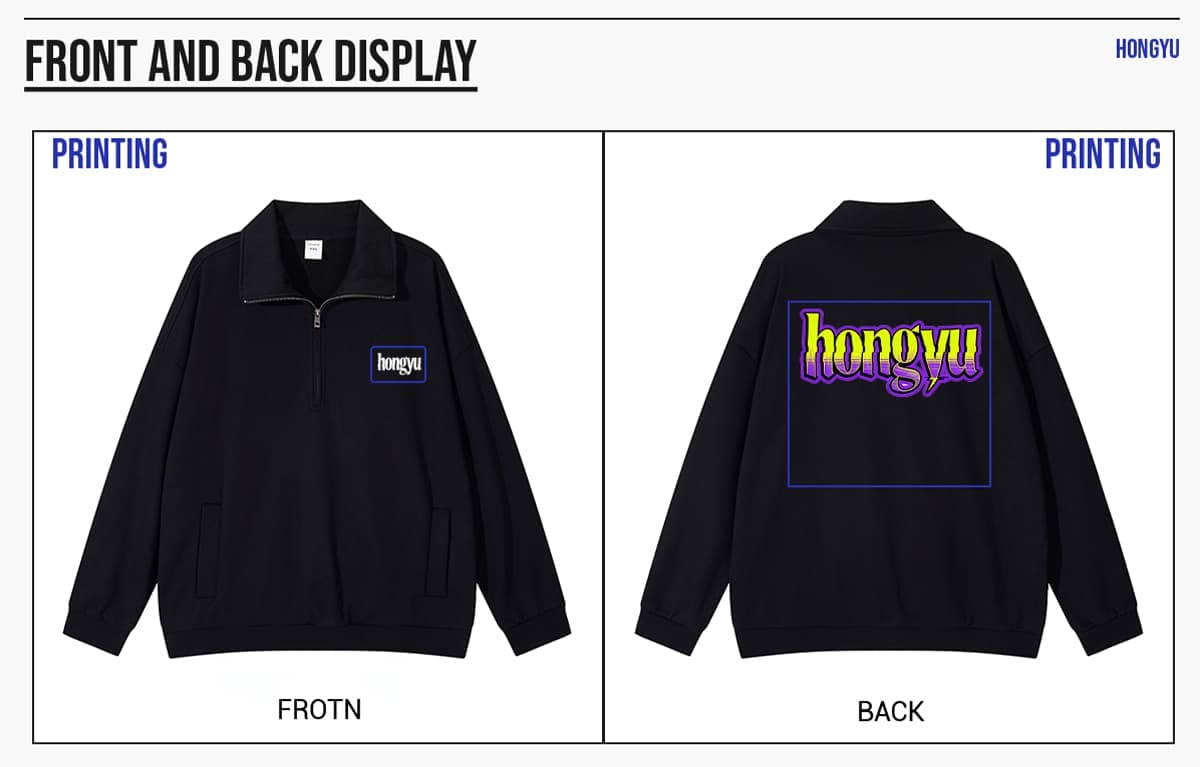 FRONT AND BACK DISPLAY
HONGYU
PRINTING
PRINTING
hongyu
hongyu
FROTN
BACK